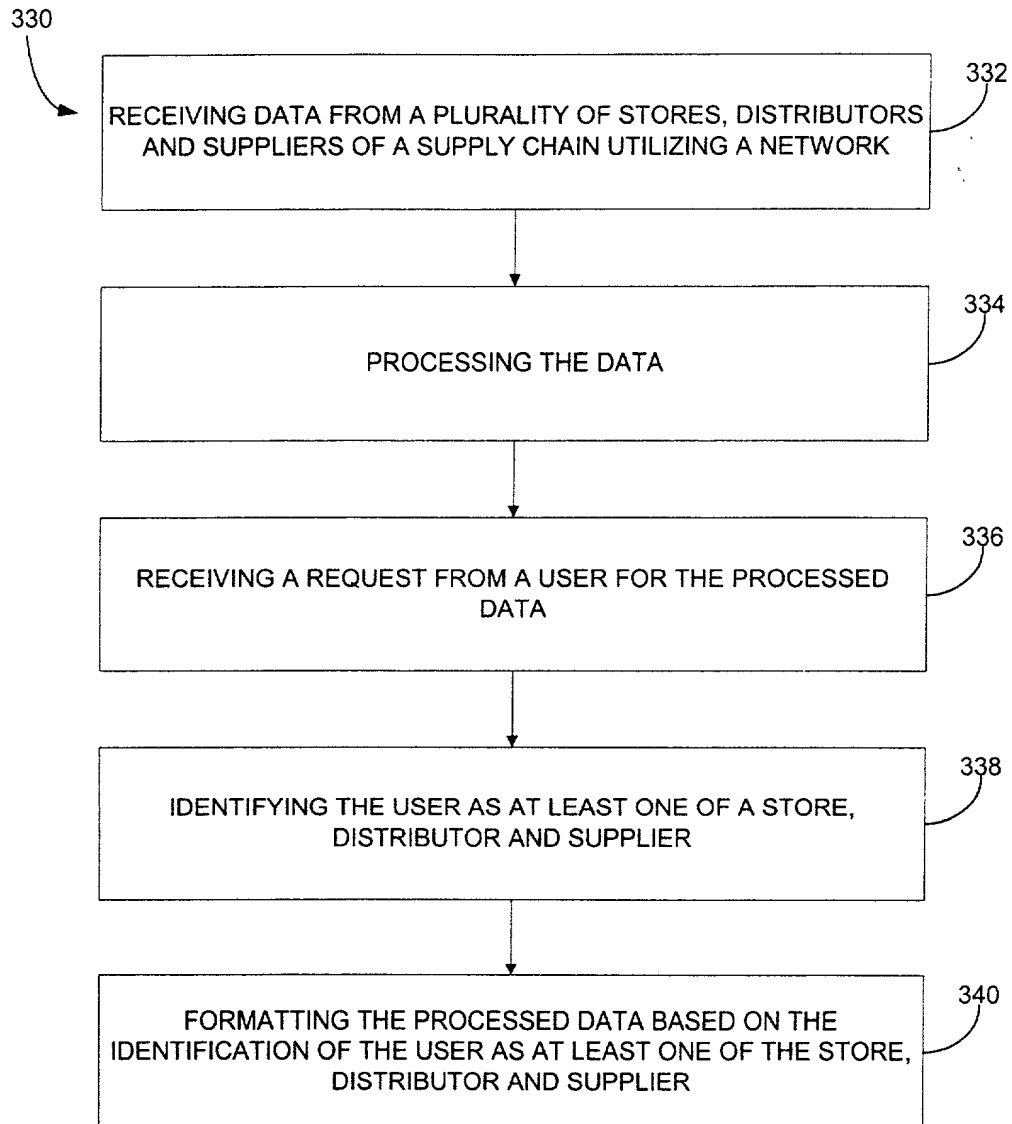 330
332
RECEIVING DATA FROM A PLURALITY OF STORES, DISTRIBUTORS
AND SUPPLIERS OF A SUPPLY CHAIN UTILIZING A NETWORK
334
PROCESSING THE DATA
336
RECEIVING A REQUEST FROM A USER FOR THE PROCESSED
DATA
338
IDENTIFYING THE USER AS AT LEAST ONE OF A STORE,
DISTRIBUTOR AND SUPPLIER
340
FORMATTING THE PROCESSED DATA BASED ON THE
IDENTIFICATION OF THE USER AS AT LEAST ONE OF THE STORE,
DISTRIBUTOR AND SUPPLIER